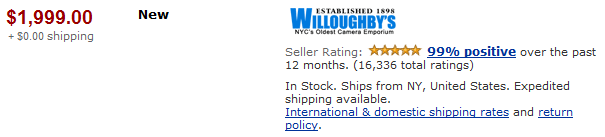 $1,999.00
+ $0.00 shipping
New
ESTABLISHED 1898
WILLOUGHBY'S
NYC's Oldest Camera Emporium
Seller Rating: 99% positive over the past
12 months. (16,336 total ratings)
In Stock. Ships from NY, United States. Expedited
shipping available.
International & domestic shipping rates and return
policy.